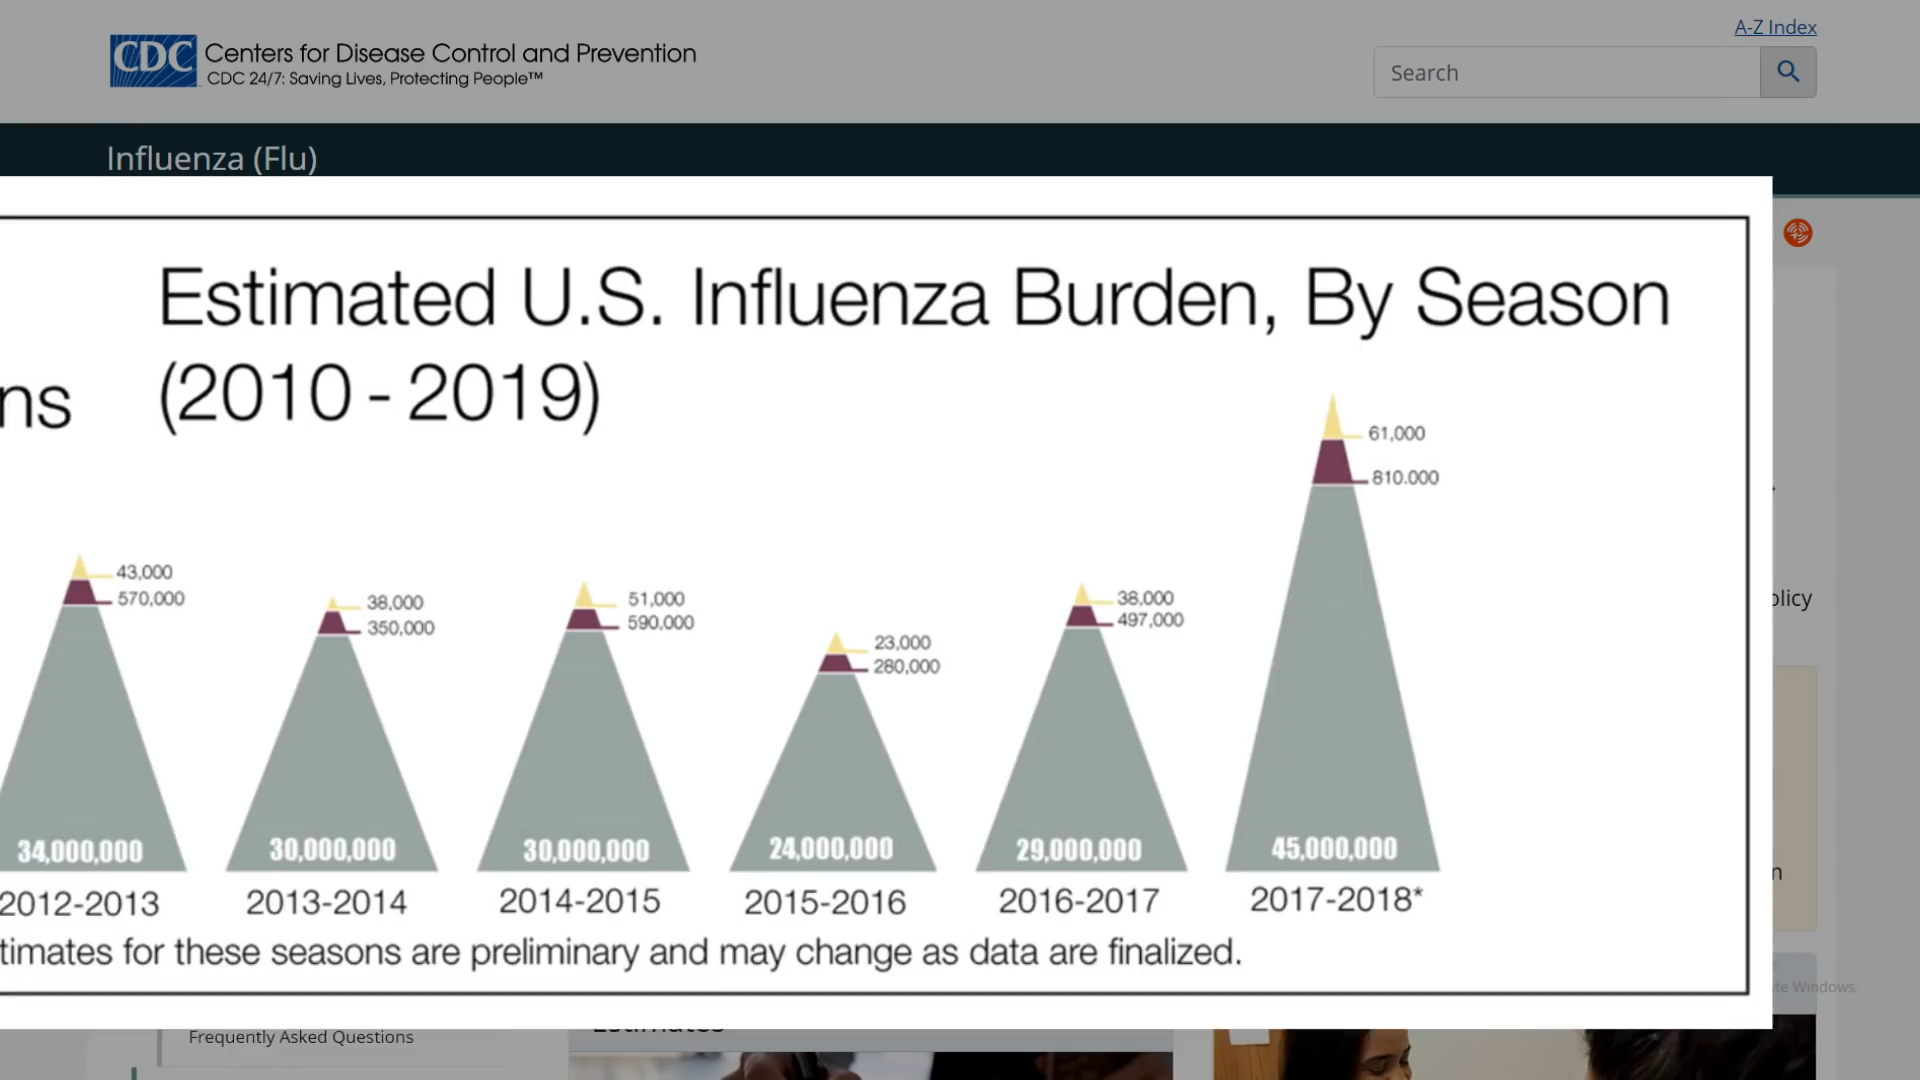 A-Z Index
CDC Centers for Disease Control and Prevention
CDC 24/7: Saving Lives, Protecting People™
Search
Influenza (Flu)
Estimated U.S. Influenza Burden, By Season
ns (2010 - 2019)
61,000
810.000
43,000
570,000
38,000
350,000
51,000
590,000
23,000
280,000
38,000
497,000
olicy
34,000,000 30,000,000 30,000,000 24,000,000 29,000,000 45,000,000
2012-2013 2013-2014 2014-2015 2015-2016 2016-2017 2017-2018*
timates for these seasons are preliminary and may change as data are finalized.
te Windows.
Frequently Asked Questions
Estimates